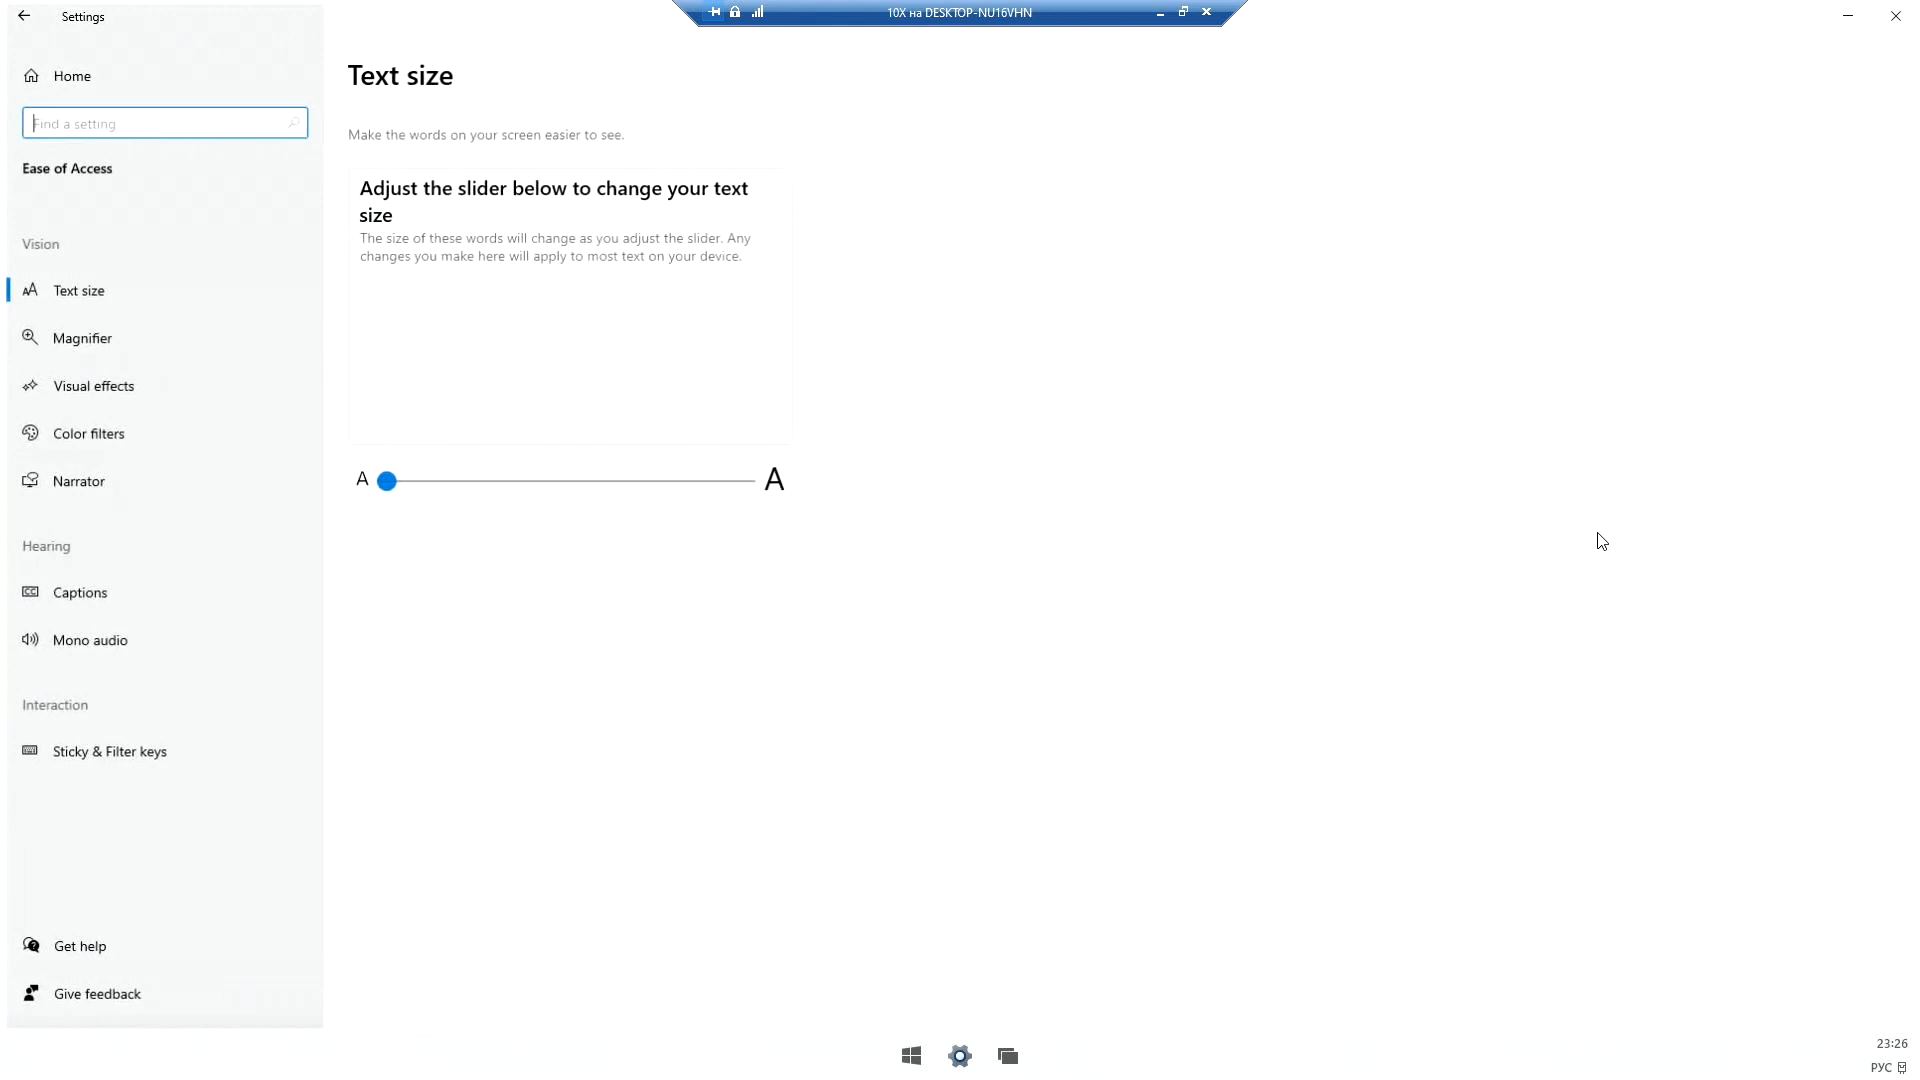 Settings
10X на DESKTOP-NU16VHN
Home
Find a setting
Ease of Access
Vision
Text size
Magnifier
Visual effects
Color filters
Narrator
Hearing
Captions
Mono audio
Interaction
Sticky & Filter keys
Get help
Give feedback
Text size
Make the words on your screen easier to see.
Adjust the slider below to change your text
size
The size of these words will change as you adjust the slider. Any
changes you make here will apply to most text on your device.
A A
23:26
РУС